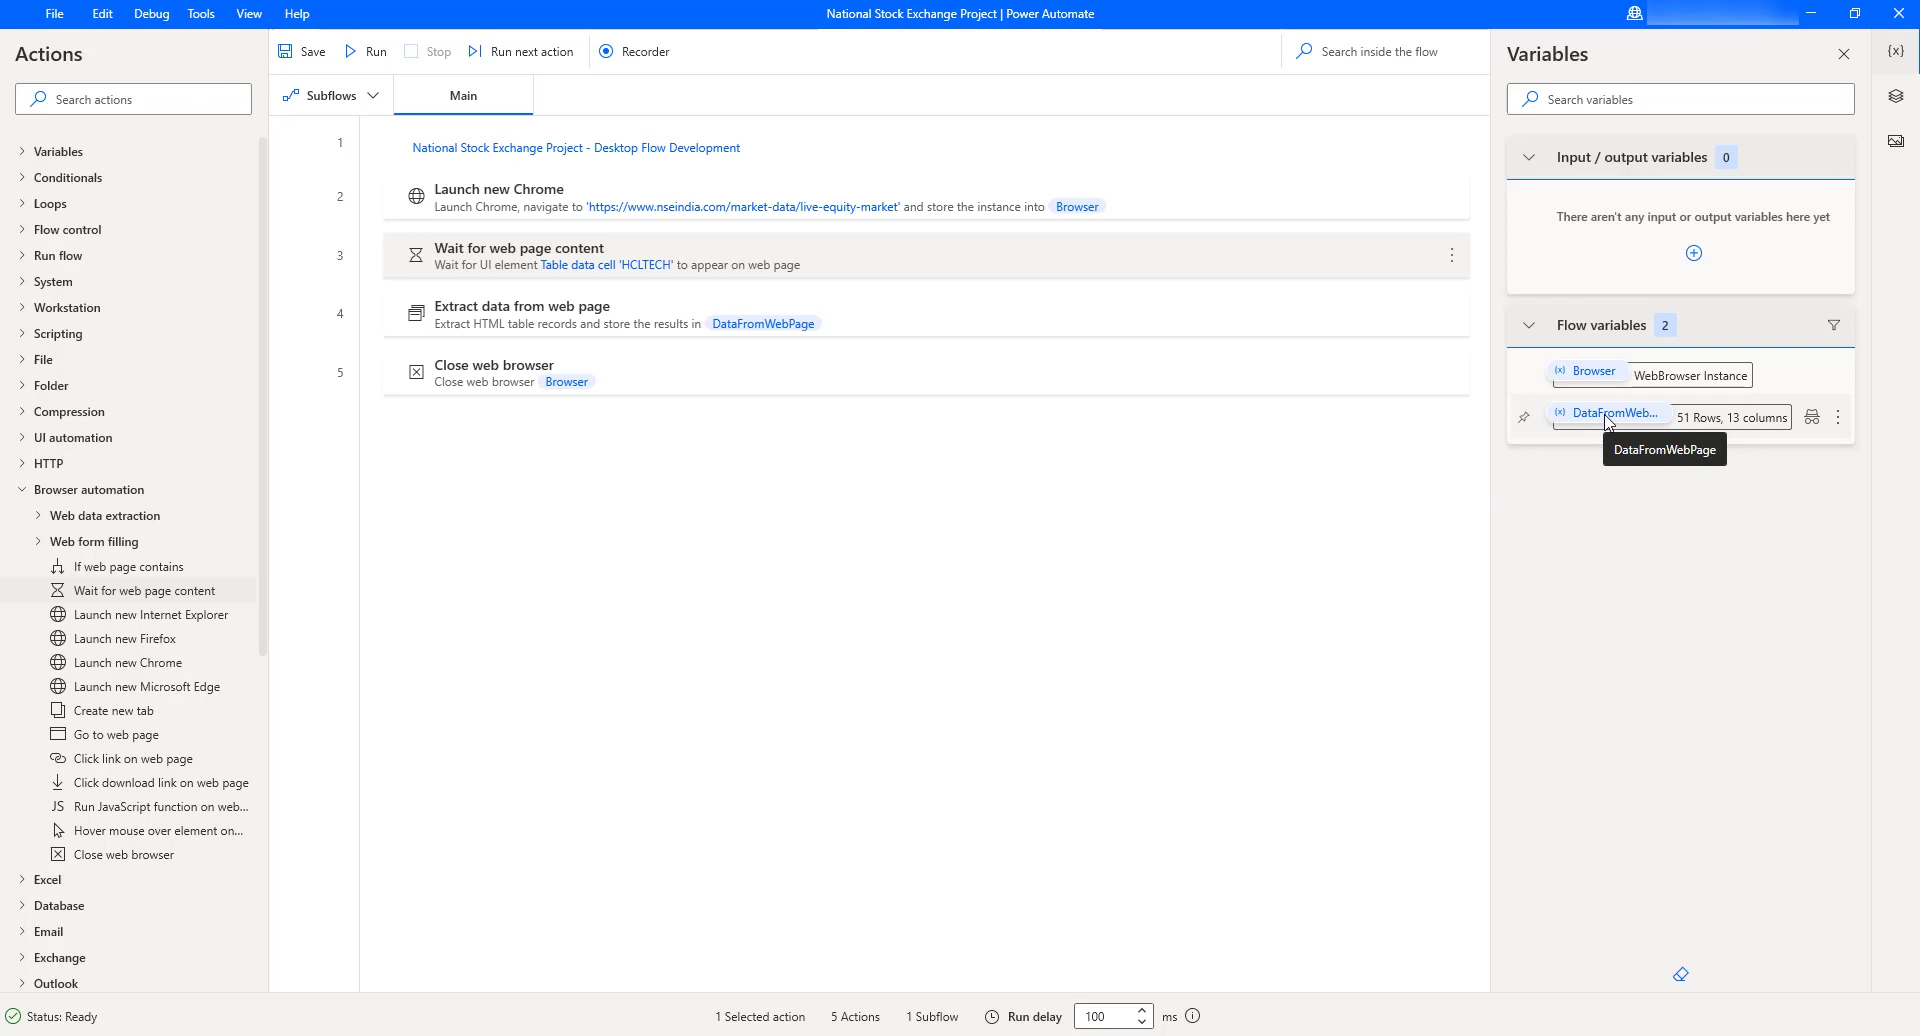 File Edit Debug Tools View Help
National Stock Exchange Project | Power Automate
Actions
Search actions
Variables
Conditionals
Loops
Flow control
Run flow
System
Workstation
Scripting
File
Folder
Compression
UI automation
HTTP
Browser automation
Web data extraction
Web form filling
If web page contains
Wait for web page content
Launch new Internet Explorer
Launch new Firefox
Launch new Chrome
Launch new Microsoft Edge
Create new tab
Go to web page
Click link on web page
Click download link on web page
JS Run JavaScript function on web...
Hover mouse over element on...
Close web browser
Excel
Database
Email
Exchange
Outlook
Save Run Stop Run next action Recorder
Search inside the flow
Subflows Main
1 National Stock Exchange Project - Desktop Flow Development
2 Launch new Chrome
Launch Chrome, navigate to 'https://www.nseindia.com/market-data/live-equity-market' and store the instance into Browser
3 Wait for web page content
Wait for UI element Table data cell 'HCLTECH' to appear on web page
4 Extract data from web page
Extract HTML table records and store the results in DataFromWebPage
5 Close web browser
Close web browser Browser
Variables
{x}
Search variables
Input / output variables 0
There aren't any input or output variables here yet
Flow variables 2
(x) Browser WebBrowser Instance
(x) DataFromWeb... 51 Rows, 13 columns
DataFromWebPage
Status: Ready
1 Selected action 5 Actions 1 Subflow Run delay 100 ms